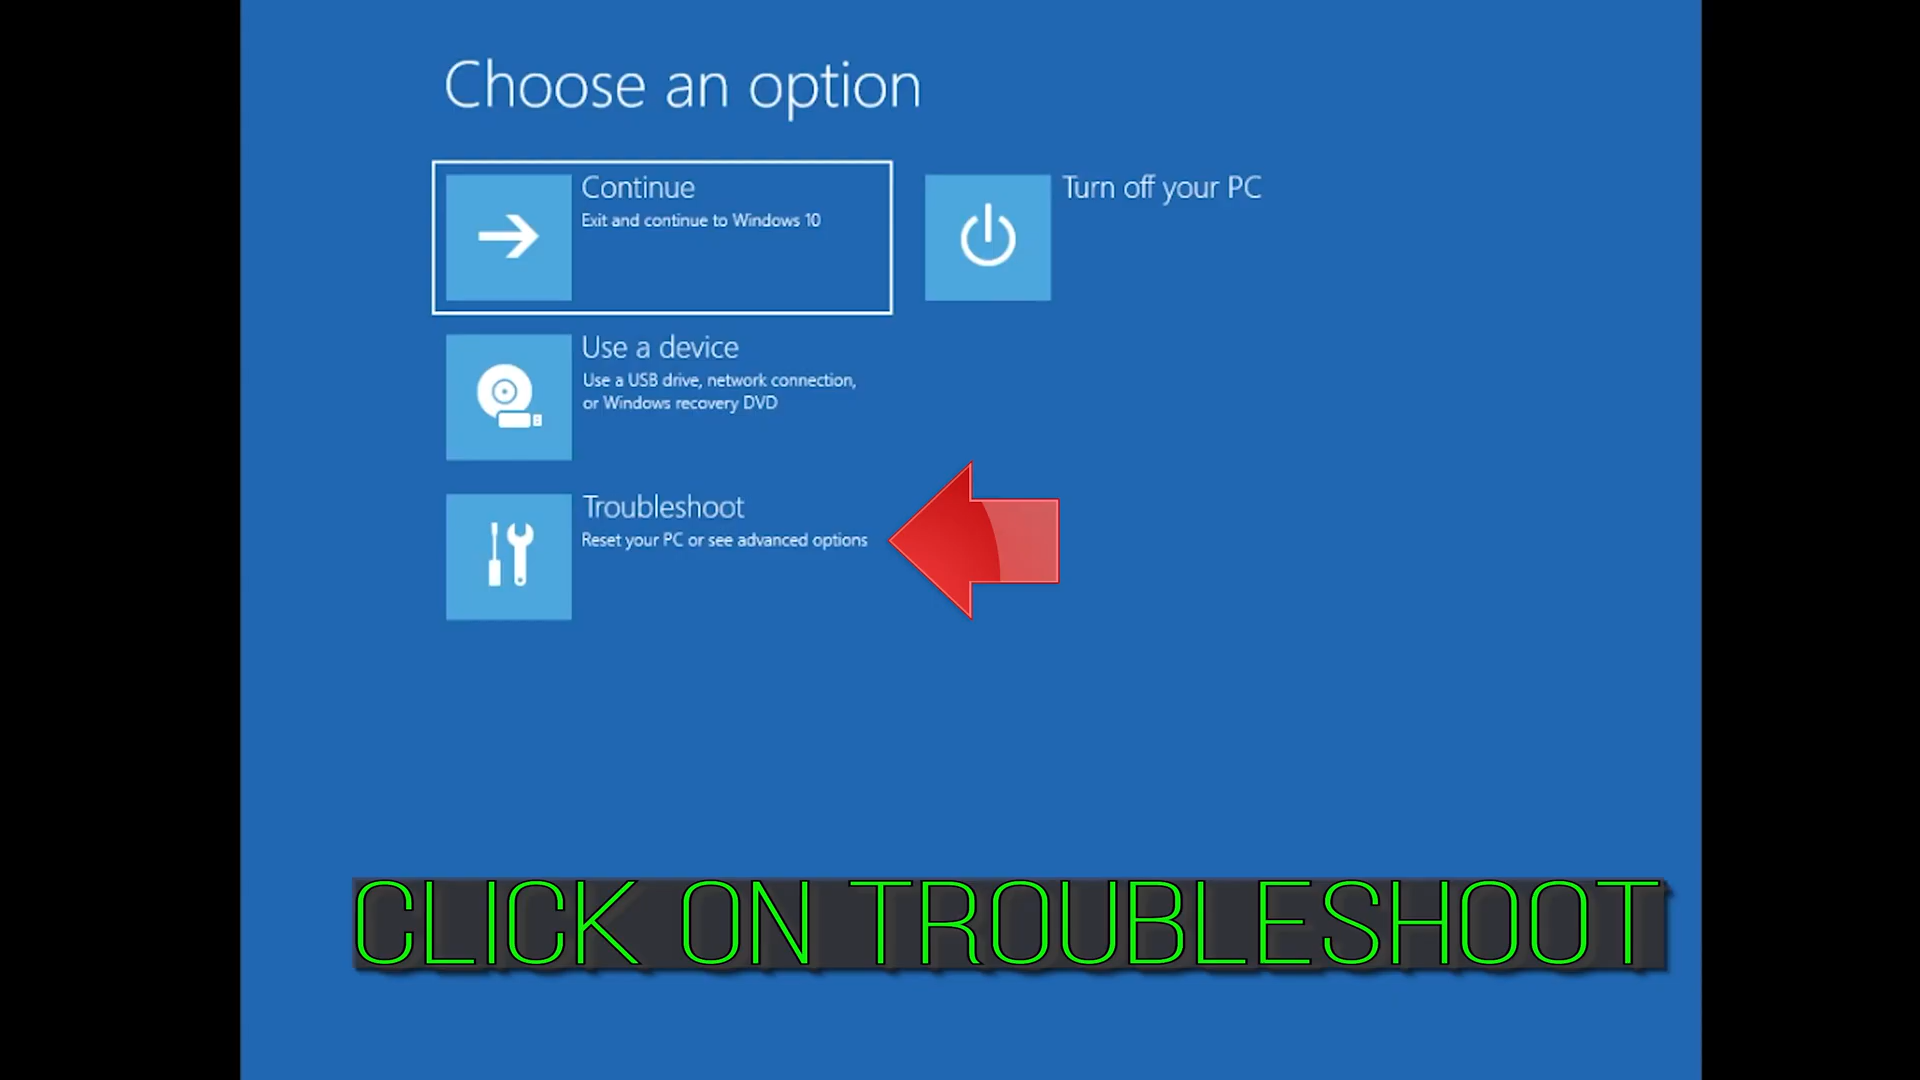 Choose an option
Continue
Exit and continue to Windows 10
Turn off your PC
Use a device
Use a USB drive, network connection,
or Windows recovery DVD
Troubleshoot
Reset your PC or see advanced options
CLICK ON TROUBLESHOOT